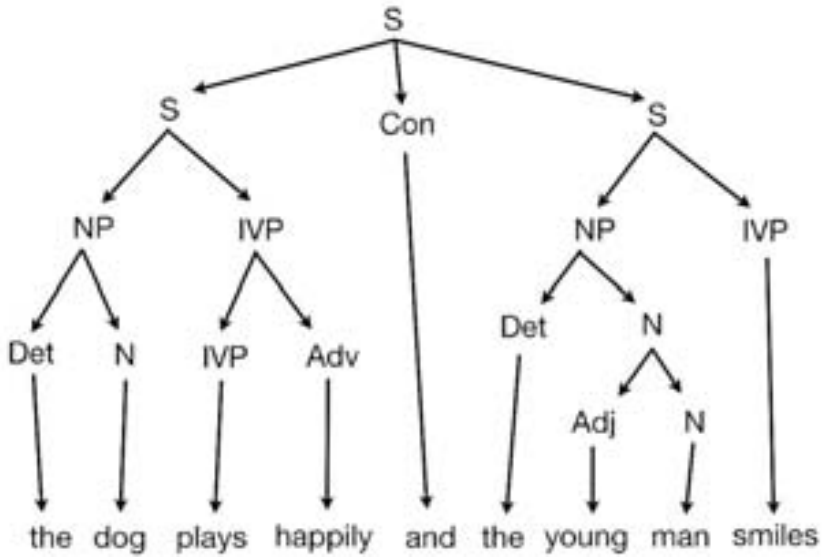 S
S Con S
NP IVP NP IVP
Det N IVP Adv Det N
Adj N
the dog plays happily and the young man smiles